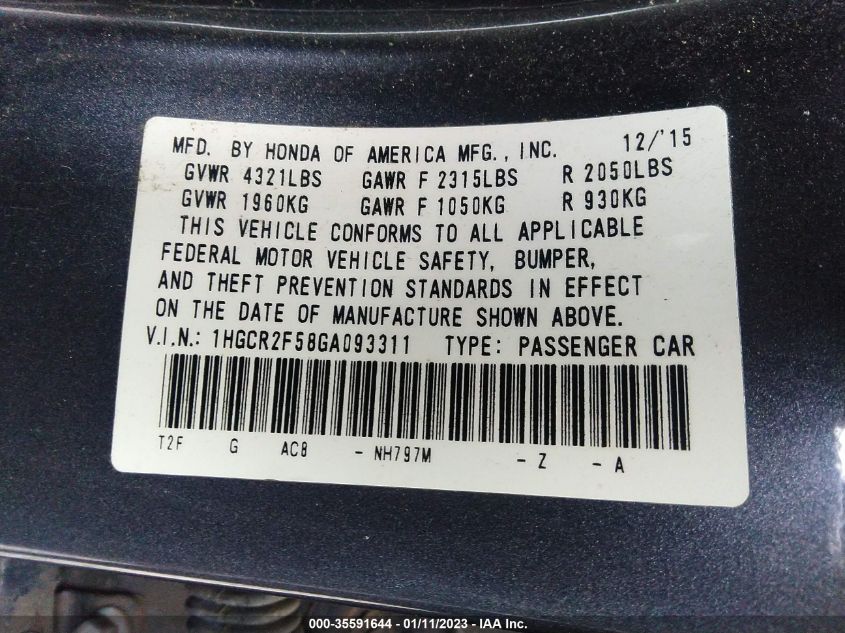 MFD. BY HONDA OF AMERICA MFG., INC. 12/'15
GVWR 4321LBS GAWR F 2315LBS R 2050LBS
GVWR 1960KG GAWR F 1050KG R 930KG
THIS VEHICLE CONFORMS TO ALL APPLICABLE
FEDERAL MOTOR VEHICLE SAFETY, BUMPER,
AND THEFT PREVENTION STANDARDS IN EFFECT
ON THE DATE OF MANUFACTURE SHOWN ABOVE.
V.I.N.: 1HGCR2F58GA093311 TYPE: PASSENGER CAR
T2F G AC8 - NH797M - Z - A
000-35591644 - 01/11/2023 - IAA Inc.